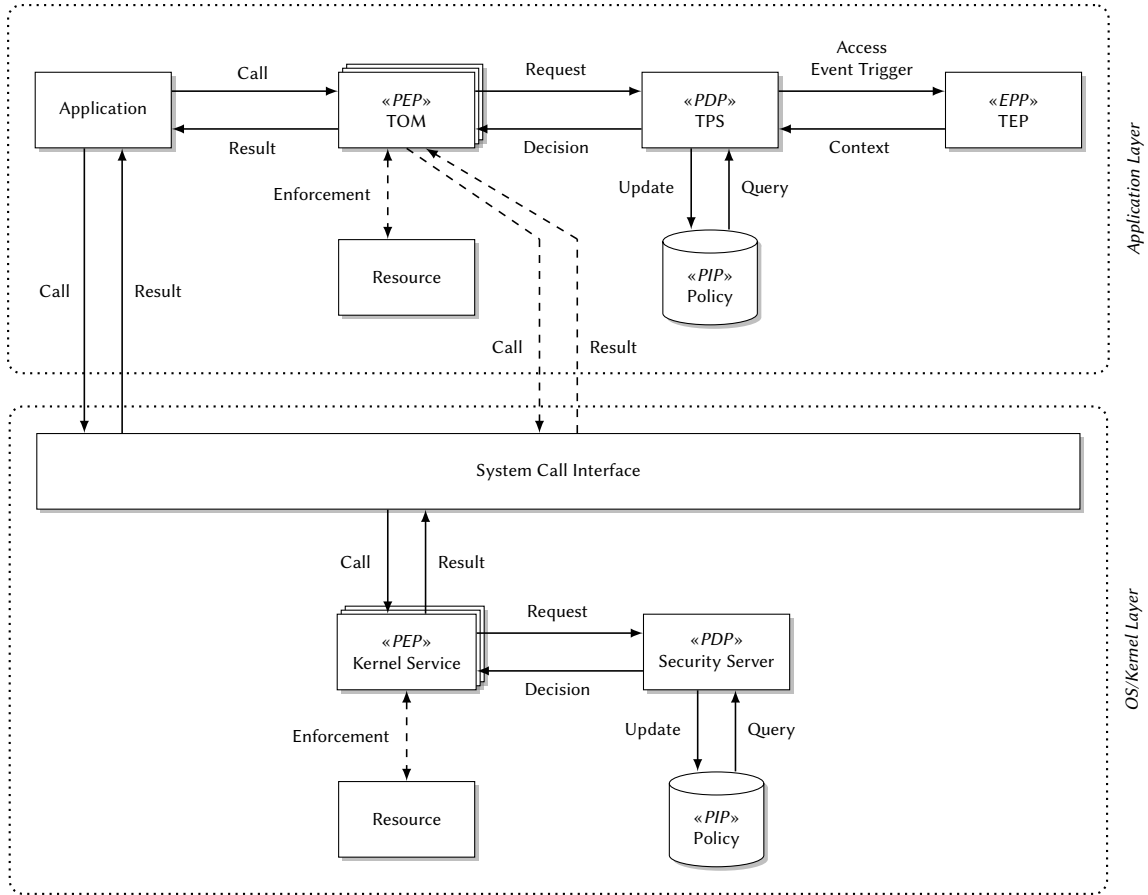 Access
Event Trigger
Call
Request
Application
«PEP»
TOM
«PDP»
TPS
«EPP»
TEP
Result
Decision
Context
Enforcement
Update
Query
Resource
«PIP»
Policy
Call
Result
Call
Result
Application Layer
System Call Interface
Call
Result
Request
«PEP»
Kernel Service
«PDP»
Security Server
Decision
Enforcement
Update
Query
Resource
«PIP»
Policy
OS/Kernel Layer